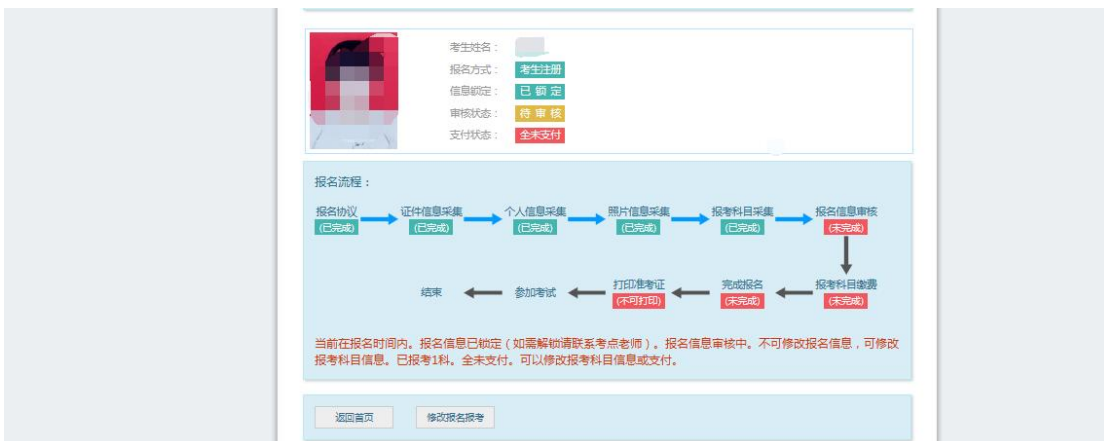 考生姓名：
报名方式： 考生注册
信息锁定： 已 锁 定
审核状态： 待 审 核
支付状态： 全未支付
报名流程：
报名协议 证件信息采集 个人信息采集 照片信息采集 报考科目采集 报名信息审核
(已完成) (已完成) (已完成) (已完成) (已完成) (未完成)
结束 参加考试 打印准考证 完成报名 报考科目缴费
(不可打印) (未完成) (未完成)
当前在报名时间内。报名信息已锁定（如需解锁请联系考点老师）。报名信息审核中。不可修改报名信息，可修改
报考科目信息。已报考1科。全未支付。可以修改报考科目信息或支付。
返回首页 修改报名报考